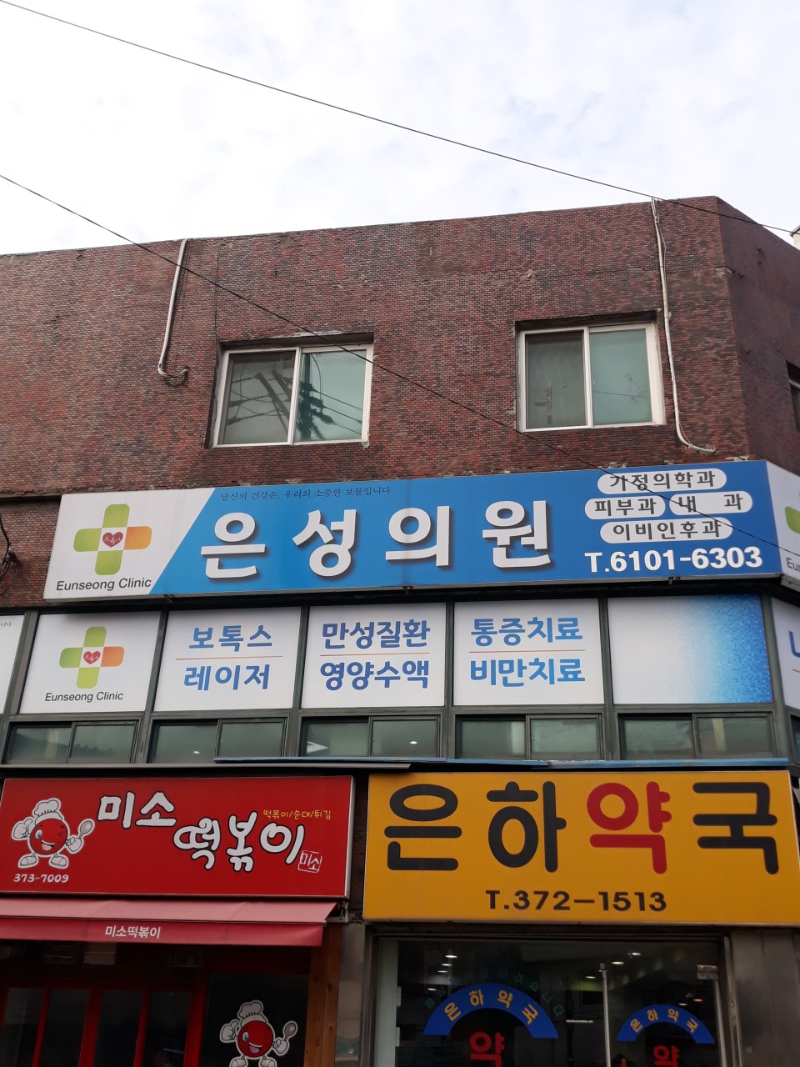 당신의 건강은, 우리의 소중한 보물입니다
은성의원
가정의학과
피부과 내 과
이비인후과
T.6101-6303
Eunseong Clinic
Eunseong Clinic
보톡스
레이저
만성질환
영양수액
통증치료
비만치료
미소
떡볶이/순대/튀김
떡볶이
373-7009
미소떡볶이
은하약국
T.372-1513
은하약국
약
은하약국
약